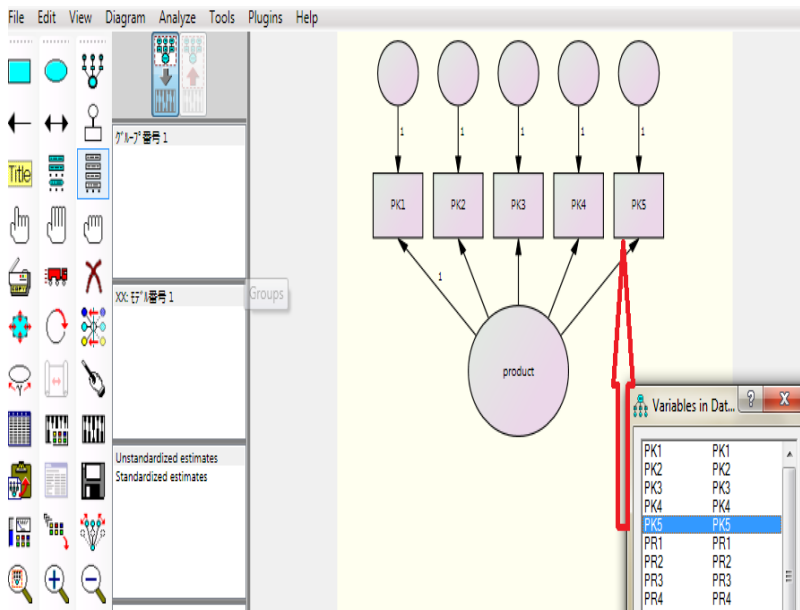 File Edit View Diagram Analyze Tools Plugins Help
Title
グループ番号 1
XX: モデル番号 1
Groups
Unstandardized estimates
Standardized estimates
1 1 1 1 1
PK1 PK2 PK3 PK4 PK5
1
product
Variables in Dat...
PK1 PK1
PK2 PK2
PK3 PK3
PK4 PK4
PK5 PK5
PR1 PR1
PR2 PR2
PR3 PR3
PR4 PR4